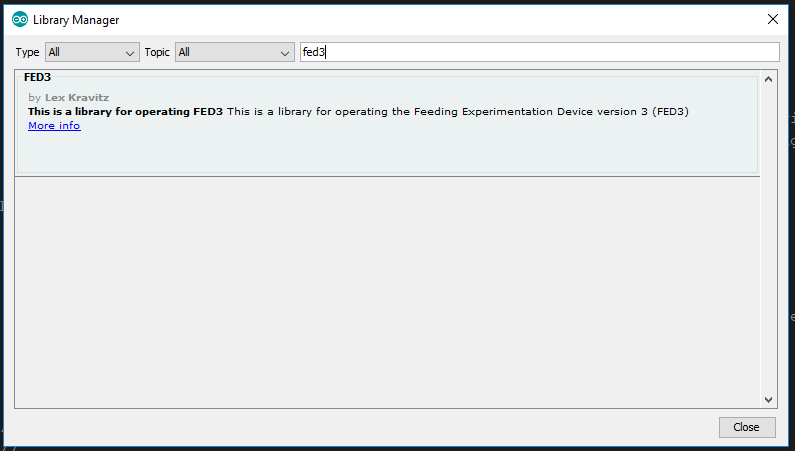 Library Manager
Type All Topic All fed3
FED3
by Lex Kravitz
This is a library for operating FED3 This is a library for operating the Feeding Experimentation Device version 3 (FED3)
More info
Close